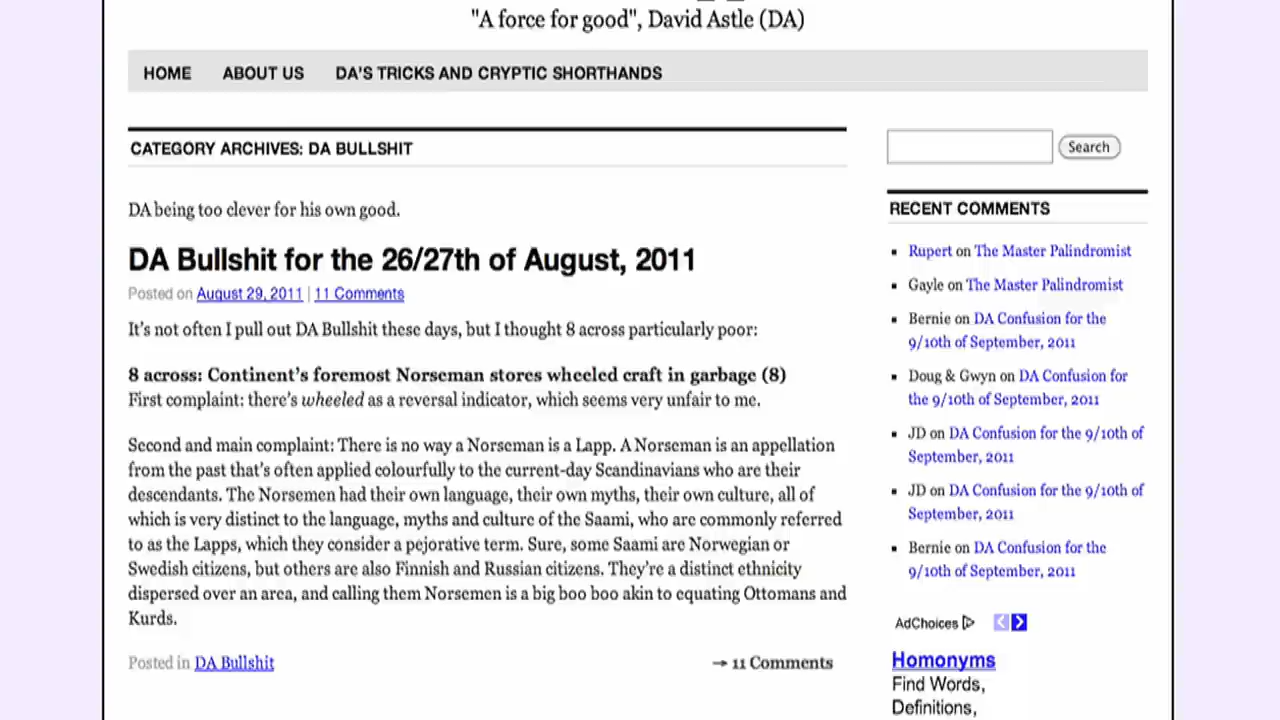 "A force for good", David Astle (DA)
HOME ABOUT US DA'S TRICKS AND CRYPTIC SHORTHANDS
CATEGORY ARCHIVES: DA BULLSHIT
DA being too clever for his own good.
DA Bullshit for the 26/27th of August, 2011
Posted on August 29, 2011 | 11 Comments
It's not often I pull out DA Bullshit these days, but I thought 8 across particularly poor:
8 across: Continent's foremost Norseman stores wheeled craft in garbage (8)
First complaint: there's wheeled as a reversal indicator, which seems very unfair to me.
Second and main complaint: There is no way a Norseman is a Lapp. A Norseman is an appellation
from the past that's often applied colourfully to the current-day Scandinavians who are their
descendants. The Norsemen had their own language, their own myths, their own culture, all of
which is very distinct to the language, myths and culture of the Saami, who are commonly referred
to as the Lapps, which they consider a pejorative term. Sure, some Saami are Norwegian or
Swedish citizens, but others are also Finnish and Russian citizens. They're a distinct ethnicity
dispersed over an area, and calling them Norsemen is a big boo boo akin to equating Ottomans and
Kurds.
Posted in DA Bullshit → 11 Comments
Search
RECENT COMMENTS
Rupert on The Master Palindromist
Gayle on The Master Palindromist
Bernie on DA Confusion for the
9/10th of September, 2011
Doug & Gwyn on DA Confusion for
the 9/10th of September, 2011
JD on DA Confusion for the 9/10th of
September, 2011
JD on DA Confusion for the 9/10th of
September, 2011
Bernie on DA Confusion for the
9/10th of September, 2011
AdChoices
Homonyms
Find Words,
Definitions,